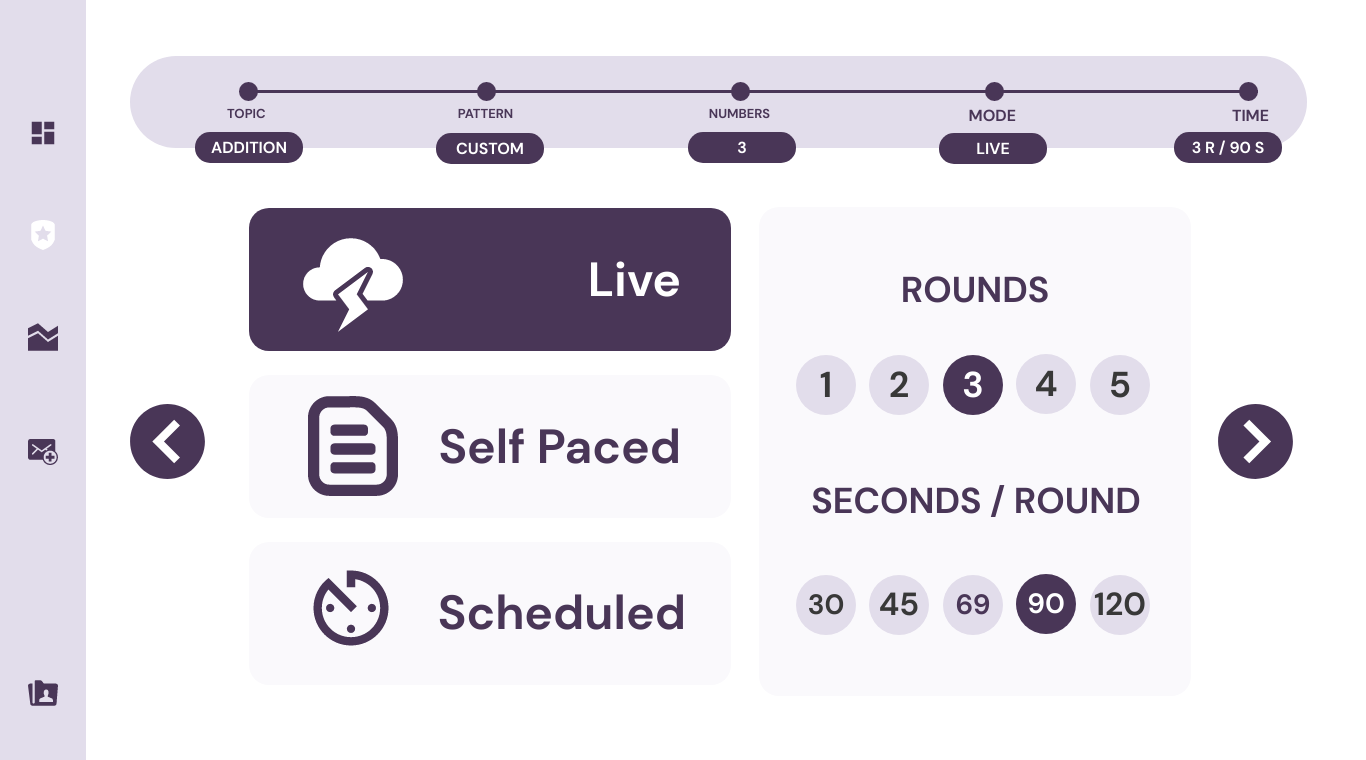 TOPIC PATTERN NUMBERS MODE TIME
ADDITION CUSTOM 3 LIVE 3 R / 90 S
Live
Self Paced
Scheduled
ROUNDS
1 2 3 4 5
SECONDS / ROUND
30 45 69 90 120